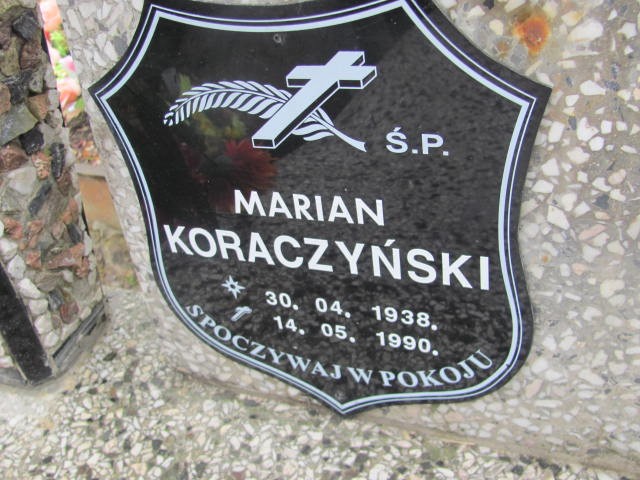 Ś.P.
MARIAN
KORACZYŃSKI
30. 04. 1938.
14. 05. 1990.
SPOCZYWAJ W POKOJU